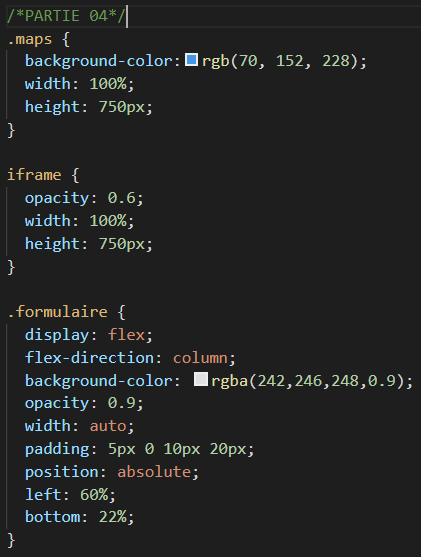 /*PARTIE 04*/
.maps {
background-color: rgb(70, 152, 228);
width: 100%;
height: 750px;
}
iframe {
opacity: 0.6;
width: 100%;
height: 750px;
}
.formulaire {
display: flex;
flex-direction: column;
background-color: rgba(242,246,248,0.9);
opacity: 0.9;
width: auto;
padding: 5px 0 10px 20px;
position: absolute;
left: 60%;
bottom: 22%;
}